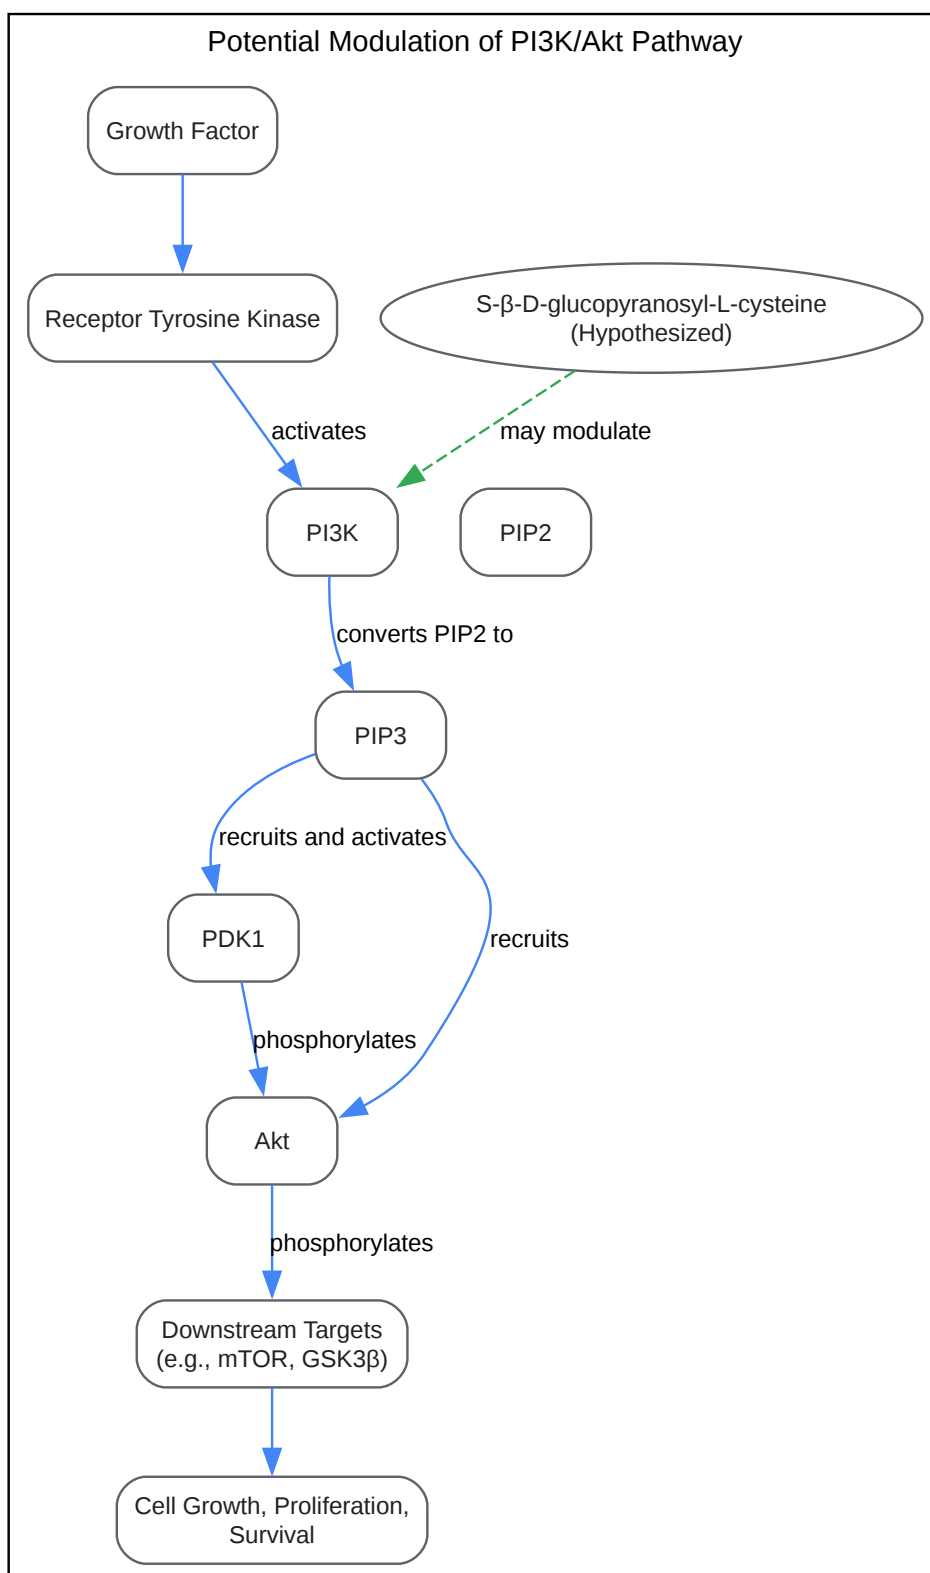 Potential Modulation of PI3K/Akt Pathway
Growth Factor
Receptor Tyrosine Kinase
S-β-D-glucopyranosyl-L-cysteine
(Hypothesized)
activates
may modulate
PI3K
PIP2
converts PIP2 to
PIP3
recruits and activates
PDK1
recruits
phosphorylates
Akt
phosphorylates
Downstream Targets
(e.g., mTOR, GSK3β)
Cell Growth, Proliferation,
Survival